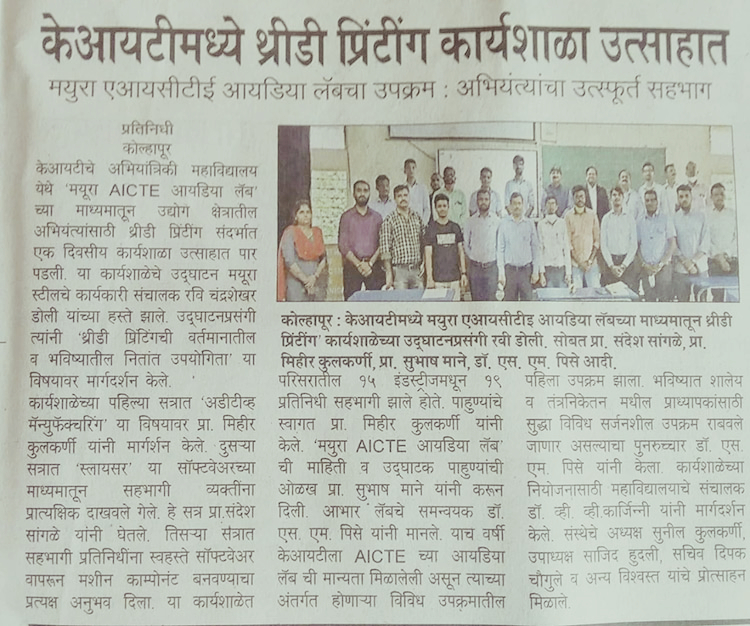 केआयटीमध्ये थ्रीडी प्रिंटींग कार्यशाळा उत्साहात
मयुरा एआयसीटीई आयडिया लॅबचा उपक्रम : अभियंत्यांचा उत्स्फूर्त सहभाग
प्रतिनिधी
कोल्हापूर
केआयटीचे अभियांत्रिकी महाविद्यालय
येथे 'मयूरा AICTE आयडिया लॅब'
च्या माध्यमातून उद्योग क्षेत्रातील
अभियंत्यांसाठी थ्रीडी प्रिंटिंग संदर्भात
एक दिवसीय कार्यशाळा उत्साहात पार
पडली. या कार्यशाळेचे उद्‌घाटन मयूरा
स्टीलचे कार्यकारी संचालक रवि चंद्रशेखर
डोली यांच्या हस्ते झाले. उद्‌घाटनप्रसंगी
त्यांनी 'थ्रीडी प्रिटिंगची वर्तमानातील
व भविष्यातील नितांत उपयोगिता' या
विषयावर मार्गदर्शन केले.
कार्यशाळेच्या पहिल्या सत्रात 'अडीटीव्ह
मॅन्युफॅक्चरिंग' या विषयावर प्रा. मिहीर
कुलकर्णी यांनी मार्गर्शन केले. दुसऱ्या
सत्रात 'स्लायसर' या सॉफ्टवेअरच्या
माध्यमातून सहभागी व्यक्तींना
प्रात्यक्षिक दाखवले गेले. हे सत्र प्रा.संदेश
सांगळे यांनी घेतले. तिसऱ्या सत्रात
सहभागी प्रतिनिधींना स्वहस्ते सॉफ्टवेअर
वापरून मशीन काम्पोनंट बनवण्याचा
प्रत्यक्ष अनुभव दिला. या कार्यशाळेत
कोल्हापूर : केआयटीमध्ये मयुरा एआयसीटीइ आयडिया लॅबच्या माध्यमातून थ्रीडी
प्रिंटिंग' कार्यशाळेच्या उद्‌घाटनप्रसंगी रवी डोली. सोबत प्रा. संदेश सांगळे, प्रा.
मिहीर कुलकर्णी, प्रा. सुभाष माने, डॉ. एस. एम. पिसे आदी.
परिसरातील १५ इंडस्ट्रीजमधून १९
प्रतिनिधी सहभागी झाले होते. पाहुण्यांचे
स्वागत प्रा. मिहीर कुलकर्णी यांनी
केले. 'मयुरा AICTE आयडिया लॅब'
ची माहिती व उद्‌घाटक पाहुण्यांची
ओळख प्रा. सुभाष माने यांनी करून
दिली. आभार लॅबचे समन्वयक डॉ.
एस. एम. पिसे यांनी मानले. याच वर्षी
केआयटीला AICTE च्या आयडिया
लॅब ची मान्यता मिळालेली असून त्याच्या
अंतर्गत होणाऱ्या विविध उपक्रमातील
पहिला उपक्रम झाला. भविष्यात शालेय
व तंत्रनिकेतन मधील प्राध्यापकांसाठी
सुद्धा विविध सर्जनशील उपक्रम राबवले
जाणार असल्याचा पुनरुच्चार डॉ. एस.
एम. पिसे यांनी केला. कार्यशाळेच्या
नियोजनासाठी महाविद्यालयाचे संचालक
डॉ. व्ही. व्ही.कार्जिन्नी यांनी मार्गदर्शन
केले. संस्थेचे अध्यक्ष सुनील कुलकर्णी,
उपाध्यक्ष साजिद हुदली, सचिव दिपक
चौगुले व अन्य विश्वस्त यांचे प्रोत्साहन
मिळाले.